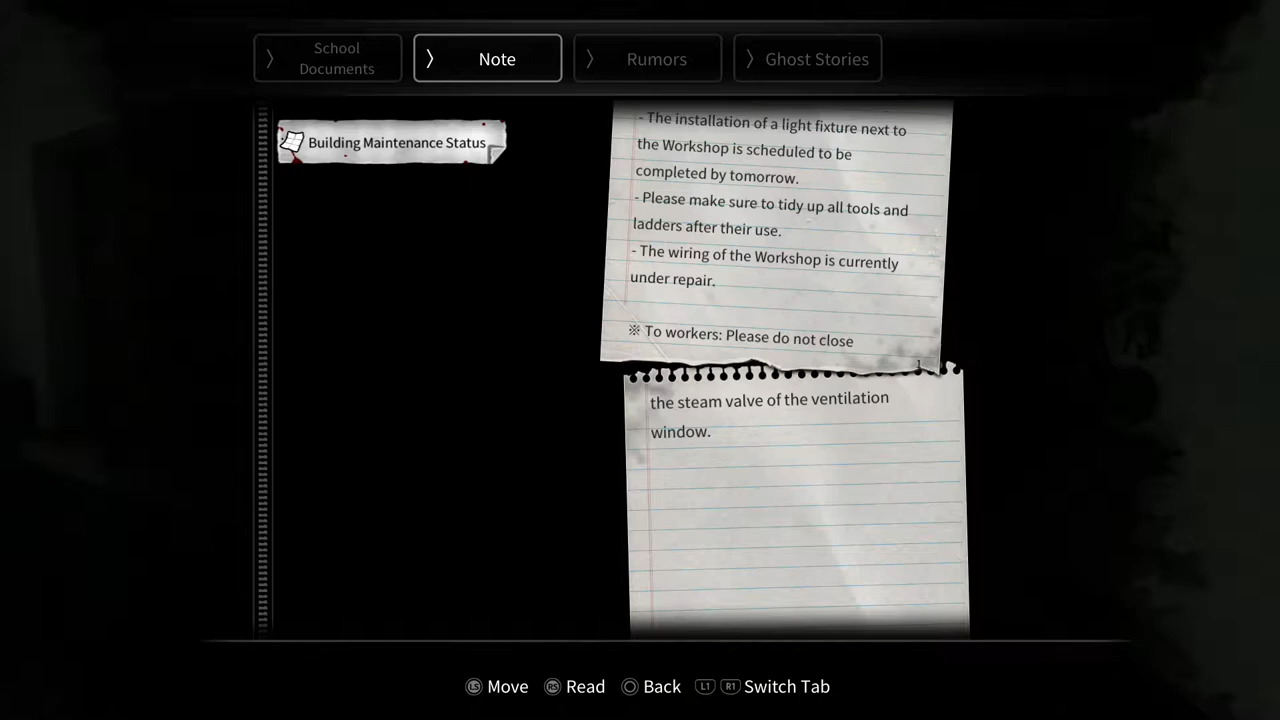 School
Documents
Note
Rumors
Ghost Stories
Building Maintenance Status
- The installation of a light fixture next to
the Workshop is scheduled to be
completed by tomorrow.
- Please make sure to tidy up all tools and
ladders after their use.
- The wiring of the Workshop is currently
under repair.
※ To workers: Please do not close
1
the steam valve of the ventilation
window.
LS Move RS Read Back L1 R1 Switch Tab